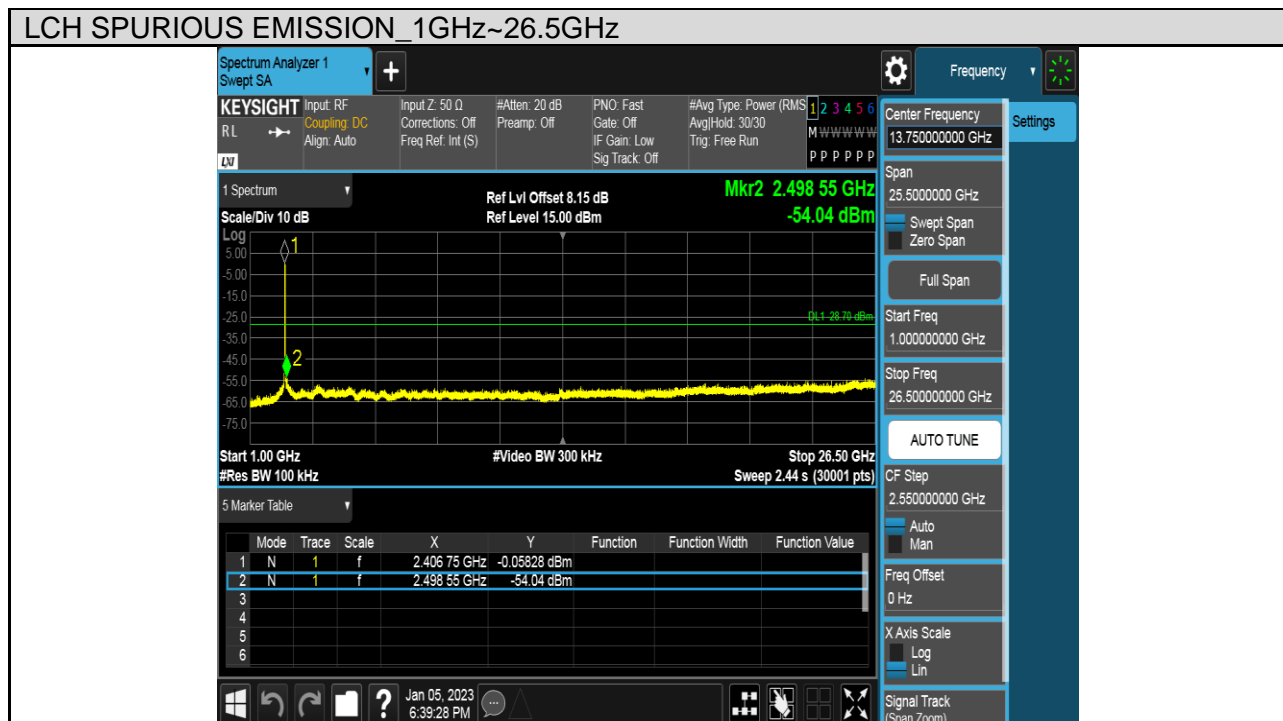 LCH SPURIOUS EMISSION_1GHz~26.5GHz
Spectrum Analyzer 1
Swept SA
+
Frequency
KEYSIGHT
RL
LXI
Input: RF
Coupling: DC
Align: Auto
Input Z: 50 Ω
Corrections: Off
Freq Ref: Int (S)
#Atten: 20 dB
Preamp: Off
PNO: Fast
Gate: Off
IF Gain: Low
Sig Track: Off
#Avg Type: Power (RMS
Avg|Hold: 30/30
Trig: Free Run
1 2 3 4 5 6
M W W W W W
P P P P P P
Center Frequency
13.750000000 GHz
Settings
Span
25.5000000 GHz
Swept Span
Zero Span
Full Span
Start Freq
1.000000000 GHz
Stop Freq
26.500000000 GHz
AUTO TUNE
CF Step
2.550000000 GHz
Auto
Man
Freq Offset
0 Hz
X Axis Scale
Log
Lin
Signal Track
(Span Zoom)
1 Spectrum
Scale/Div 10 dB
Ref Lvl Offset 8.15 dB
Ref Level 15.00 dBm
Mkr2 2.498 55 GHz
-54.04 dBm
Log
5.00
-5.00
-15.0
-25.0
-35.0
-45.0
-55.0
-65.0
-75.0
1
2
DL1 -28.70 dBm
Start 1.00 GHz
#Video BW 300 kHz
Stop 26.50 GHz
#Res BW 100 kHz
Sweep 2.44 s (30001 pts)
5 Marker Table
Mode Trace Scale X Y Function Function Width Function Value
1 N 1 f 2.406 75 GHz -0.05828 dBm
2 N 1 f 2.498 55 GHz -54.04 dBm
3
4
5
6
?
Jan 05, 2023
6:39:28 PM